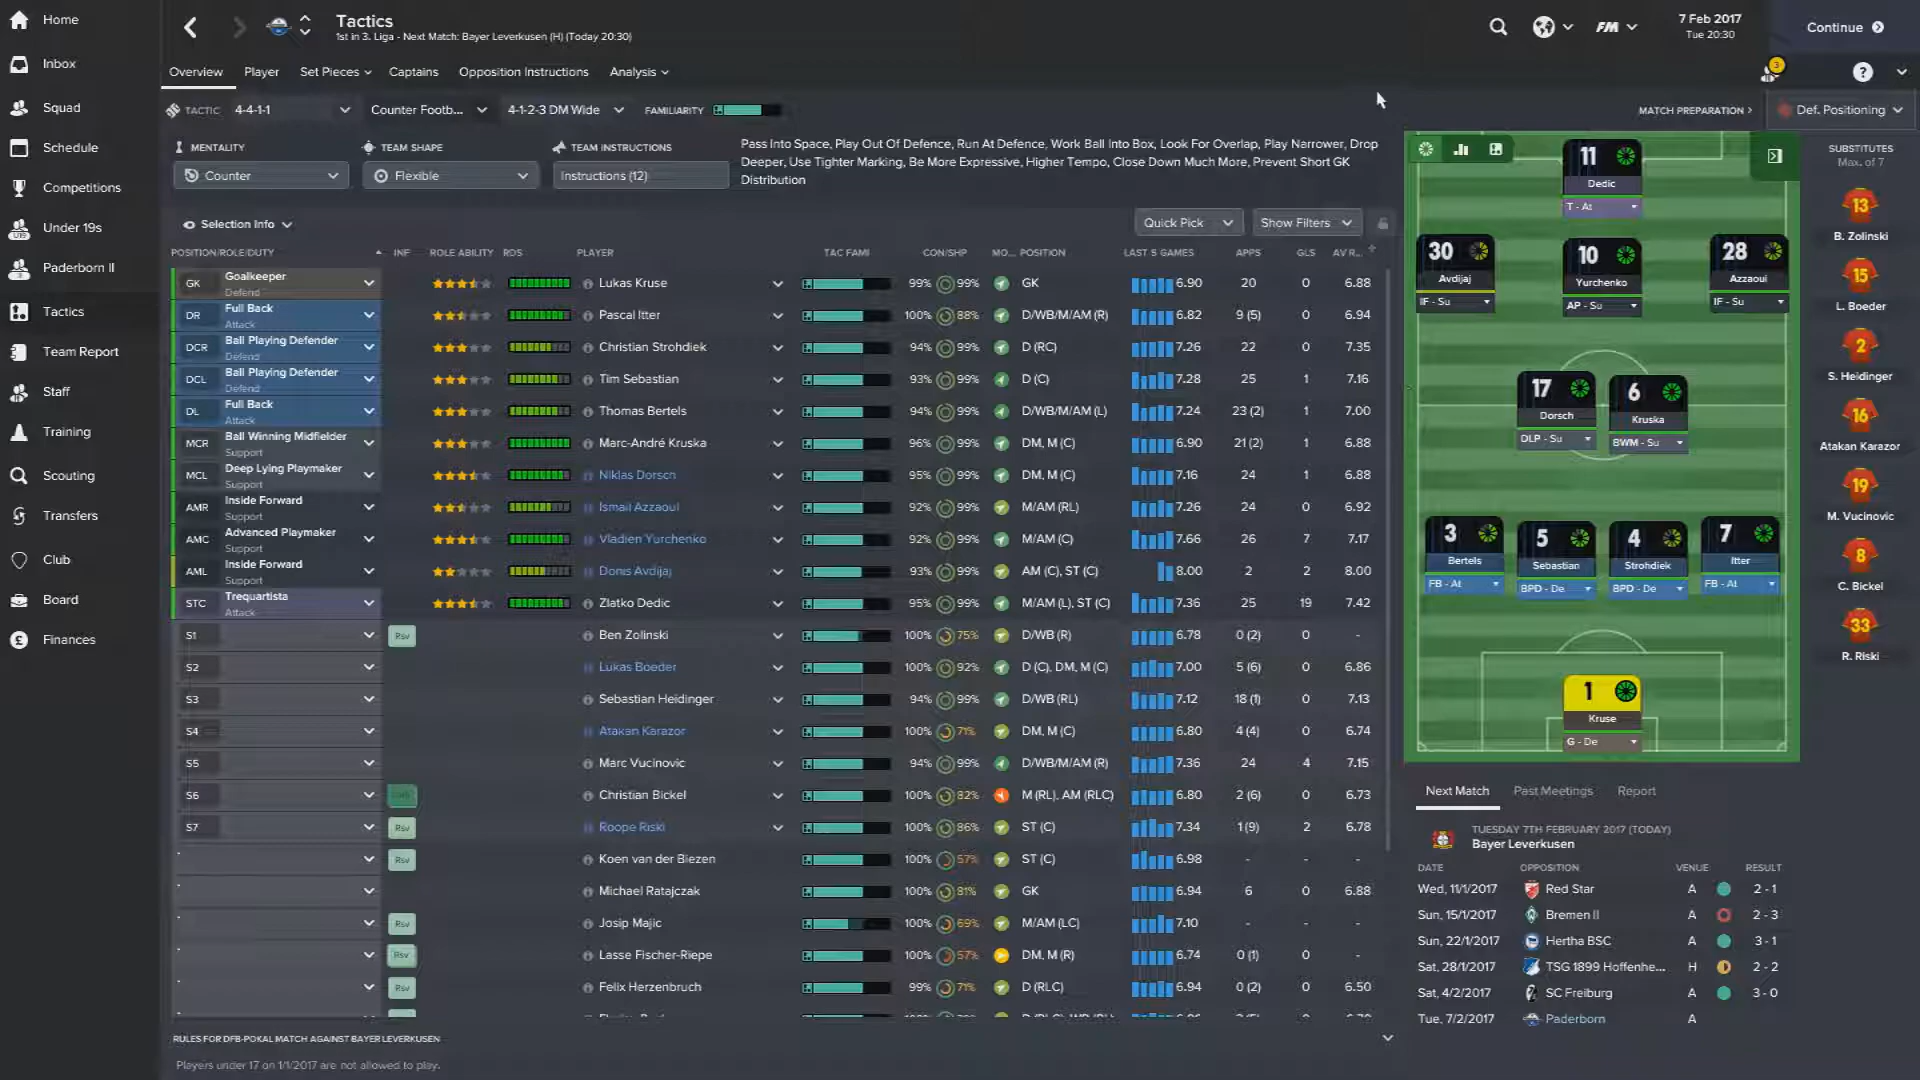 Home
Inbox
Squad
Schedule
Competitions
Under 19s
Paderborn II
Tactics
Team Report
Staff
Training
Scouting
Transfers
Club
Board
Finances
Tactics
1st in 3. Liga - Next Match: Bayer Leverkusen (H) (Today 20:30)
FM
7 Feb 2017
Tue 20:30
Continue
Overview Player Set Pieces Captains Opposition Instructions Analysis
3
?
TACTIC 4-4-1-1 Counter Footb... 4-1-2-3 DM Wide FAMILIARITY
MATCH PREPARATION > Def. Positioning
MENTALITY TEAM SHAPE TEAM INSTRUCTIONS
Counter Flexible Instructions (12)
Pass Into Space, Play Out Of Defence, Run At Defence, Work Ball Into Box, Look For Overlap, Play Narrower, Drop
Deeper, Use Tighter Marking, Be More Expressive, Higher Tempo, Close Down Much More, Prevent Short GK
Distribution
Selection Info Quick Pick Show Filters
POSITION/ROLE/DUTY INF ROLE ABILITY RDS PLAYER TAC FAMI CON/SHP MO... POSITION LAST 5 GAMES APPS GLS AV R...
GK Goalkeeper Defend Lukas Kruse 99% 99% GK 6.90 20 0 6.88
DR Full Back Attack Pascal Itter 100% 88% D/WB/M/AM (R) 6.82 9 (5) 0 6.94
DCR Ball Playing Defender Defend Christian Strohdiek 94% 99% D (RC) 7.26 22 0 7.35
DCL Ball Playing Defender Defend Tim Sebastian 93% 99% D (C) 7.28 25 1 7.16
DL Full Back Attack Thomas Bertels 94% 99% D/WB/M/AM (L) 7.24 23 (2) 1 7.00
MCR Ball Winning Midfielder Support Marc-André Kruska 96% 99% DM, M (C) 6.90 21 (2) 1 6.88
MCL Deep Lying Playmaker Support Niklas Dorsch 95% 99% DM, M (C) 7.16 24 1 6.88
AMR Inside Forward Support Ismail Azzaoui 92% 99% M/AM (RL) 7.26 24 0 6.92
AMC Advanced Playmaker Support Vladlen Yurchenko 92% 99% M/AM (C) 7.66 26 7 7.17
AML Inside Forward Support Donis Avdijaj 93% 99% AM (C), ST (C) 8.00 2 2 8.00
STC Trequartista Attack Zlatko Dedic 95% 99% M/AM (L), ST (C) 7.36 25 19 7.42
S1 Rsv Ben Zolinski 100% 75% D/WB (R) 6.78 0 (2) 0 -
S2 Lukas Boeder 100% 92% D (C), DM, M (C) 7.00 5 (6) 0 6.86
S3 Sebastian Heidinger 94% 99% D/WB (RL) 7.12 18 (1) 0 7.13
S4 Atakan Karazor 100% 71% DM, M (C) 6.80 4 (4) 0 6.74
S5 Marc Vucinovic 94% 99% D/WB/M/AM (R) 7.36 24 4 7.15
S6 Christian Bickel 100% 82% M (RL), AM (RLC) 6.80 2 (6) 0 6.73
S7 Rsv Roope Riski 100% 86% ST (C) 7.34 1 (9) 2 6.78
- Rsv Koen van der Biezen 100% 57% ST (C) 6.98 - - -
- Michael Ratajczak 100% 81% GK 6.94 6 0 6.88
- Rsv Josip Majic 100% 69% M/AM (LC) 7.10 - - -
- Rsv Lasse Fischer-Riepe 100% 57% DM, M (R) 6.74 0 (1) 0 -
- Rsv Felix Herzenbruch 99% 71% D (RLC) 6.94 0 (2) 0 6.50
RULES FOR DFB-POKAL MATCH AGAINST BAYER LEVERKUSEN
Players under 17 on 1/1/2017 are not allowed to play.
11
Dedic
T - At
30 10 28
Avdijaj Yurchenko Azzaoui
IF - Su AP - Su IF - Su
17 6
Dorsch Kruska
DLP - Su BWM - Su
3 5 4 7
Bertels Sebastian Strohdiek Itter
FB - At BPD - De BPD - De FB - At
1
Kruse
G - De
SUBSTITUTES
Max. of 7
13
B. Zolinski
15
L. Boeder
2
S. Heidinger
16
Atakan Karazor
19
M. Vucinovic
8
C. Bickel
33
R. Riski
Next Match Past Meetings Report
TUESDAY 7TH FEBRUARY 2017 (TODAY)
Bayer Leverkusen
DATE OPPOSITION VENUE RESULT
Wed, 11/1/2017 Red Star A 2 - 1
Sun, 15/1/2017 Bremen II A 2 - 3
Sun, 22/1/2017 Hertha BSC A 3 - 1
Sat, 28/1/2017 TSG 1899 Hoffenhe... H 2 - 2
Sat, 4/2/2017 SC Freiburg A 3 - 0
Tue, 7/2/2017 Paderborn A